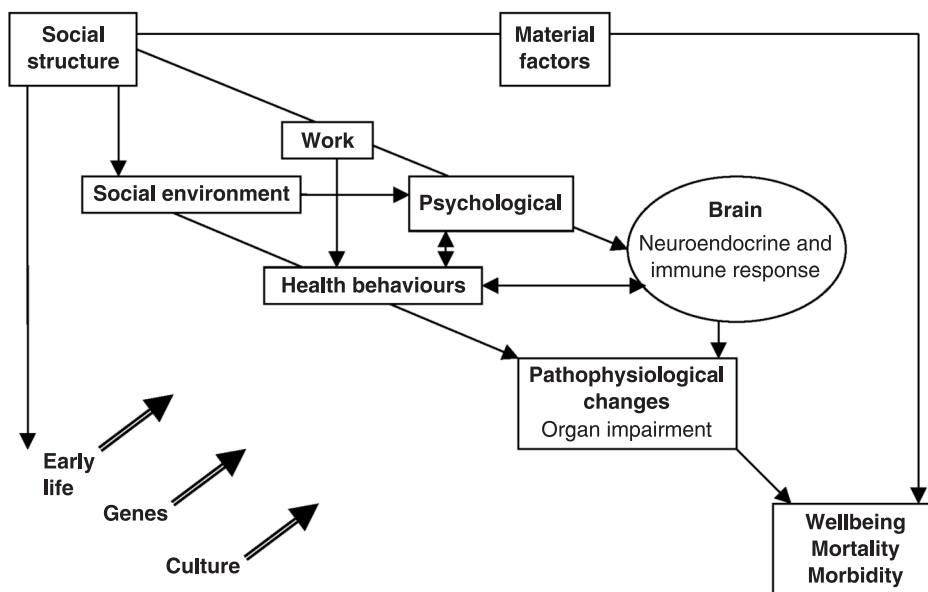 Social
structure
Material
factors
Work
Social environment
Psychological
Brain
Neuroendocrine and
immune response
Health behaviours
Pathophysiological
changes
Organ impairment
Early
life
Genes
Culture
Wellbeing
Mortality
Morbidity